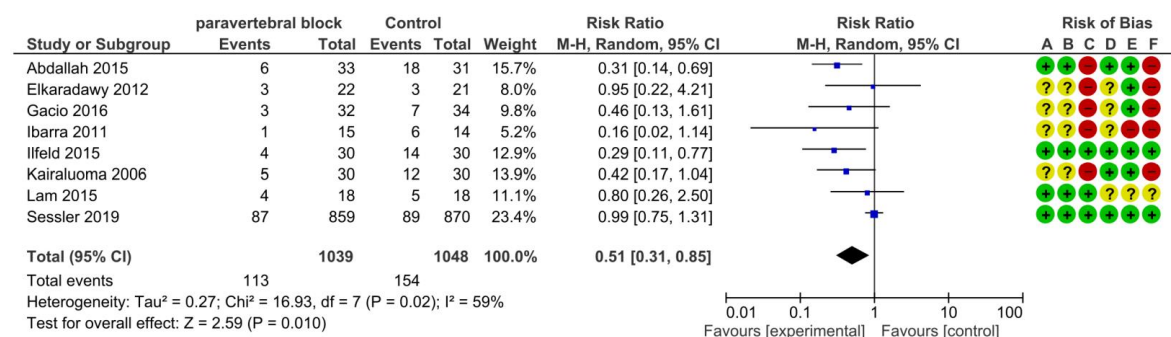 paravertebral block Control Risk Ratio Risk Ratio Risk of Bias
Study or Subgroup Events Total Events Total Weight M-H, Random, 95% CI M-H, Random, 95% CI A B C D E F
Abdallah 2015 6 33 18 31 15.7% 0.31 [0.14, 0.69] + + - + + -
Elkaradawy 2012 3 22 3 21 8.0% 0.95 [0.22, 4.21] ? ? - ? + -
Gacio 2016 3 32 7 34 9.8% 0.46 [0.13, 1.61] ? ? - ? + -
Ibarra 2011 1 15 6 14 5.2% 0.16 [0.02, 1.14] ? ? - ? - -
Ilfeld 2015 4 30 14 30 12.9% 0.29 [0.11, 0.77] + + + + + +
Kairaluoma 2006 5 30 12 30 13.9% 0.42 [0.17, 1.04] ? ? - + + -
Lam 2015 4 18 5 18 11.1% 0.80 [0.26, 2.50] + + + ? ? ?
Sessler 2019 87 859 89 870 23.4% 0.99 [0.75, 1.31] + + + + + +
Total (95% CI) 1039 1048 100.0% 0.51 [0.31, 0.85]
Total events 113 154
Heterogeneity: Tau² = 0.27; Chi² = 16.93, df = 7 (P = 0.02); I² = 59%
Test for overall effect: Z = 2.59 (P = 0.010)
0.01 0.1 1 10 100
Favours [experimental] Favours [control]